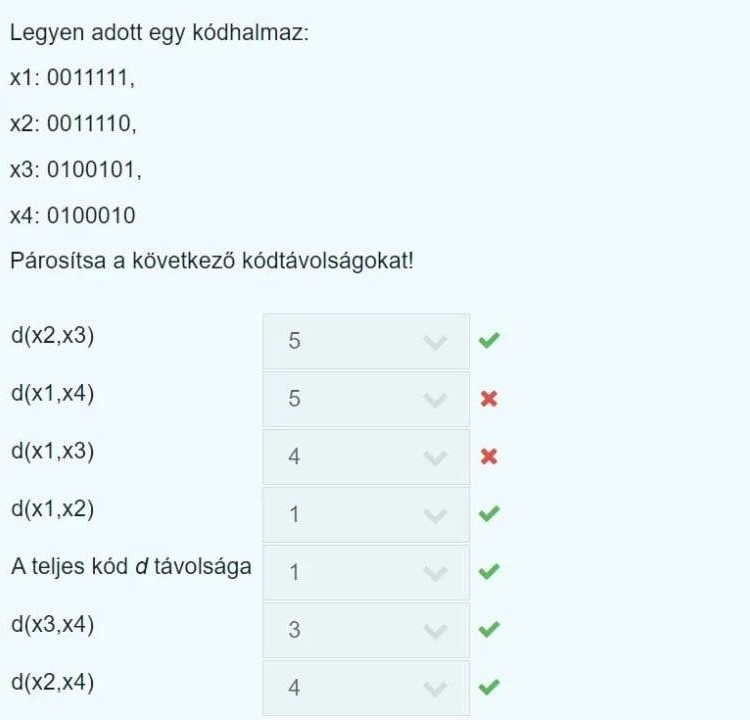 Legyen adott egy kódhalmaz:
x1: 0011111,
x2: 0011110,
x3: 0100101,
x4: 0100010
Párosítsa a következő kódtávolságokat!
d(x2,x3) 5
d(x1,x4) 5
d(x1,x3) 4
d(x1,x2) 1
A teljes kód d távolsága 1
d(x3,x4) 3
d(x2,x4) 4